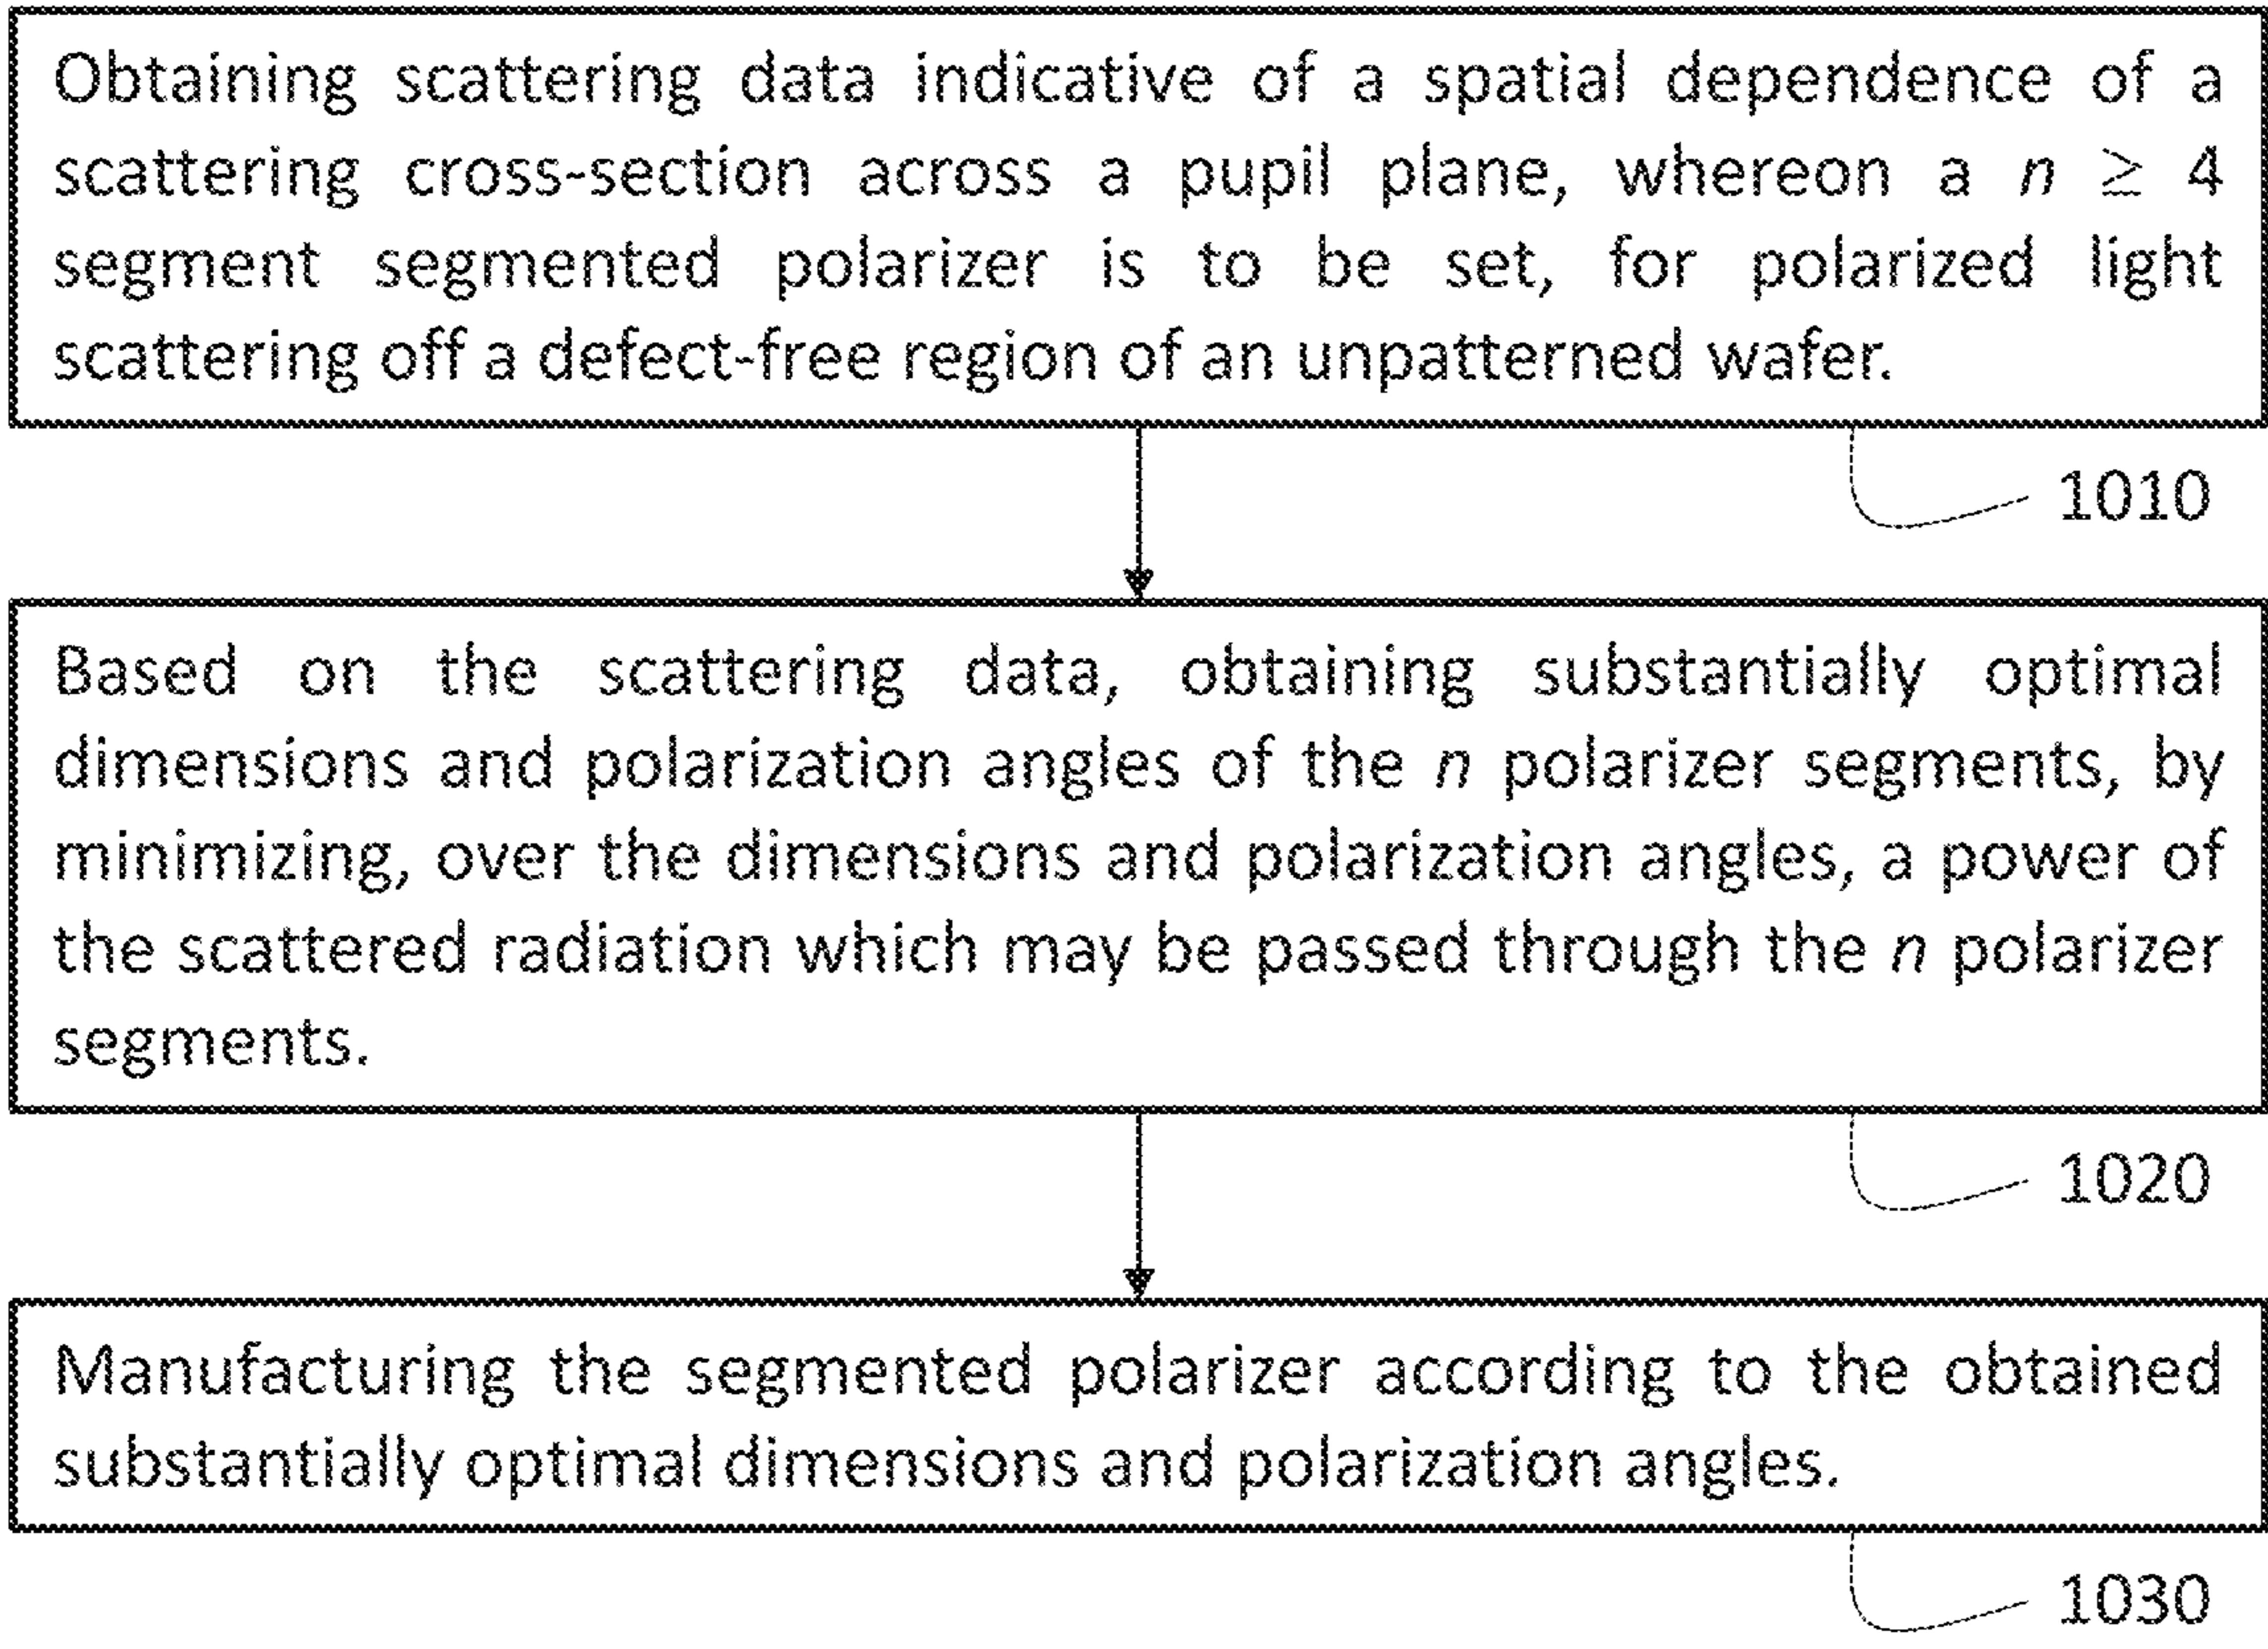 Obtaining scattering data indicative of a spatial dependence of a
scattering cross-section across a pupil plane, whereon a n ≥ 4
segment segmented polarizer is to be set, for polarized light
scattering off a defect-free region of an unpatterned wafer.
1010
Based on the scattering data, obtaining substantially optimal
dimensions and polarization angles of the n polarizer segments, by
minimizing, over the dimensions and polarization angles, a power of
the scattered radiation which may be passed through the n polarizer
segments.
1020
Manufacturing the segmented polarizer according to the obtained
substantially optimal dimensions and polarization angles.
1030